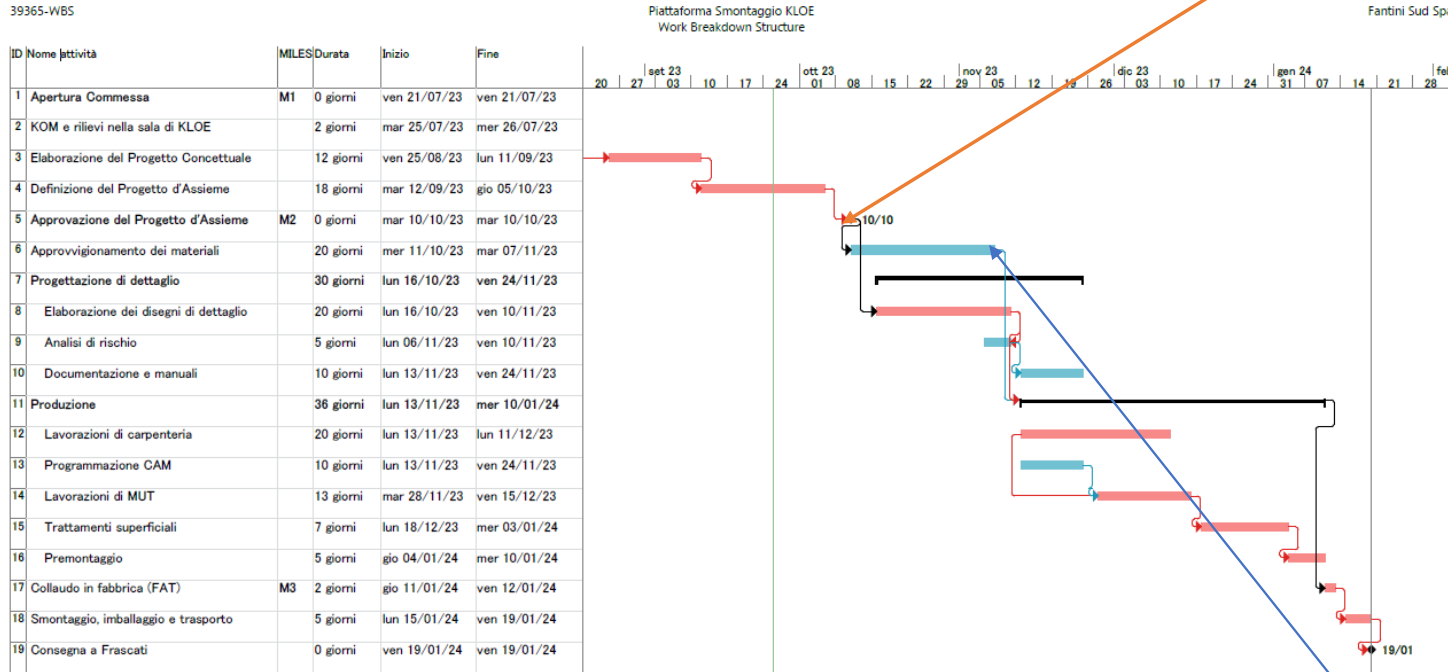 39365-WBS
Piattaforma Smontaggio KLOE
Work Breakdown Structure
Fantini Sud Spa
ID Nome attività MILES Durata Inizio Fine
set 23 ott 23 nov 23 dic 23 gen 24
20 27 03 10 17 24 01 08 15 22 29 05 12 19 26 03 10 17 24 31 07 14 21 28
1 Apertura Commessa M1 0 giorni ven 21/07/23 ven 21/07/23
2 KOM e rilievi nella sala di KLOE 2 giorni mar 25/07/23 mer 26/07/23
3 Elaborazione del Progetto Concettuale 12 giorni ven 25/08/23 lun 11/09/23
4 Definizione del Progetto d'Assieme 18 giorni mar 12/09/23 gio 05/10/23
5 Approvazione del Progetto d'Assieme M2 0 giorni mar 10/10/23 mar 10/10/23 10/10
6 Approvvigionamento dei materiali 20 giorni mer 11/10/23 mar 07/11/23
7 Progettazione di dettaglio 30 giorni lun 16/10/23 ven 24/11/23
8 Elaborazione dei disegni di dettaglio 20 giorni lun 16/10/23 ven 10/11/23
9 Analisi di rischio 5 giorni lun 06/11/23 ven 10/11/23
10 Documentazione e manuali 10 giorni lun 13/11/23 ven 24/11/23
11 Produzione 36 giorni lun 13/11/23 mer 10/01/24
12 Lavorazioni di carpenteria 20 giorni lun 13/11/23 lun 11/12/23
13 Programmazione CAM 10 giorni lun 13/11/23 ven 24/11/23
14 Lavorazioni di MUT 13 giorni mar 28/11/23 ven 15/12/23
15 Trattamenti superficiali 7 giorni lun 18/12/23 mer 03/01/24
16 Premontaggio 5 giorni gio 04/01/24 mer 10/01/24
17 Collaudo in fabbrica (FAT) M3 2 giorni gio 11/01/24 ven 12/01/24
18 Smontaggio, imballaggio e trasporto 5 giorni lun 15/01/24 ven 19/01/24
19 Consegna a Frascati 0 giorni ven 19/01/24 ven 19/01/24 19/01